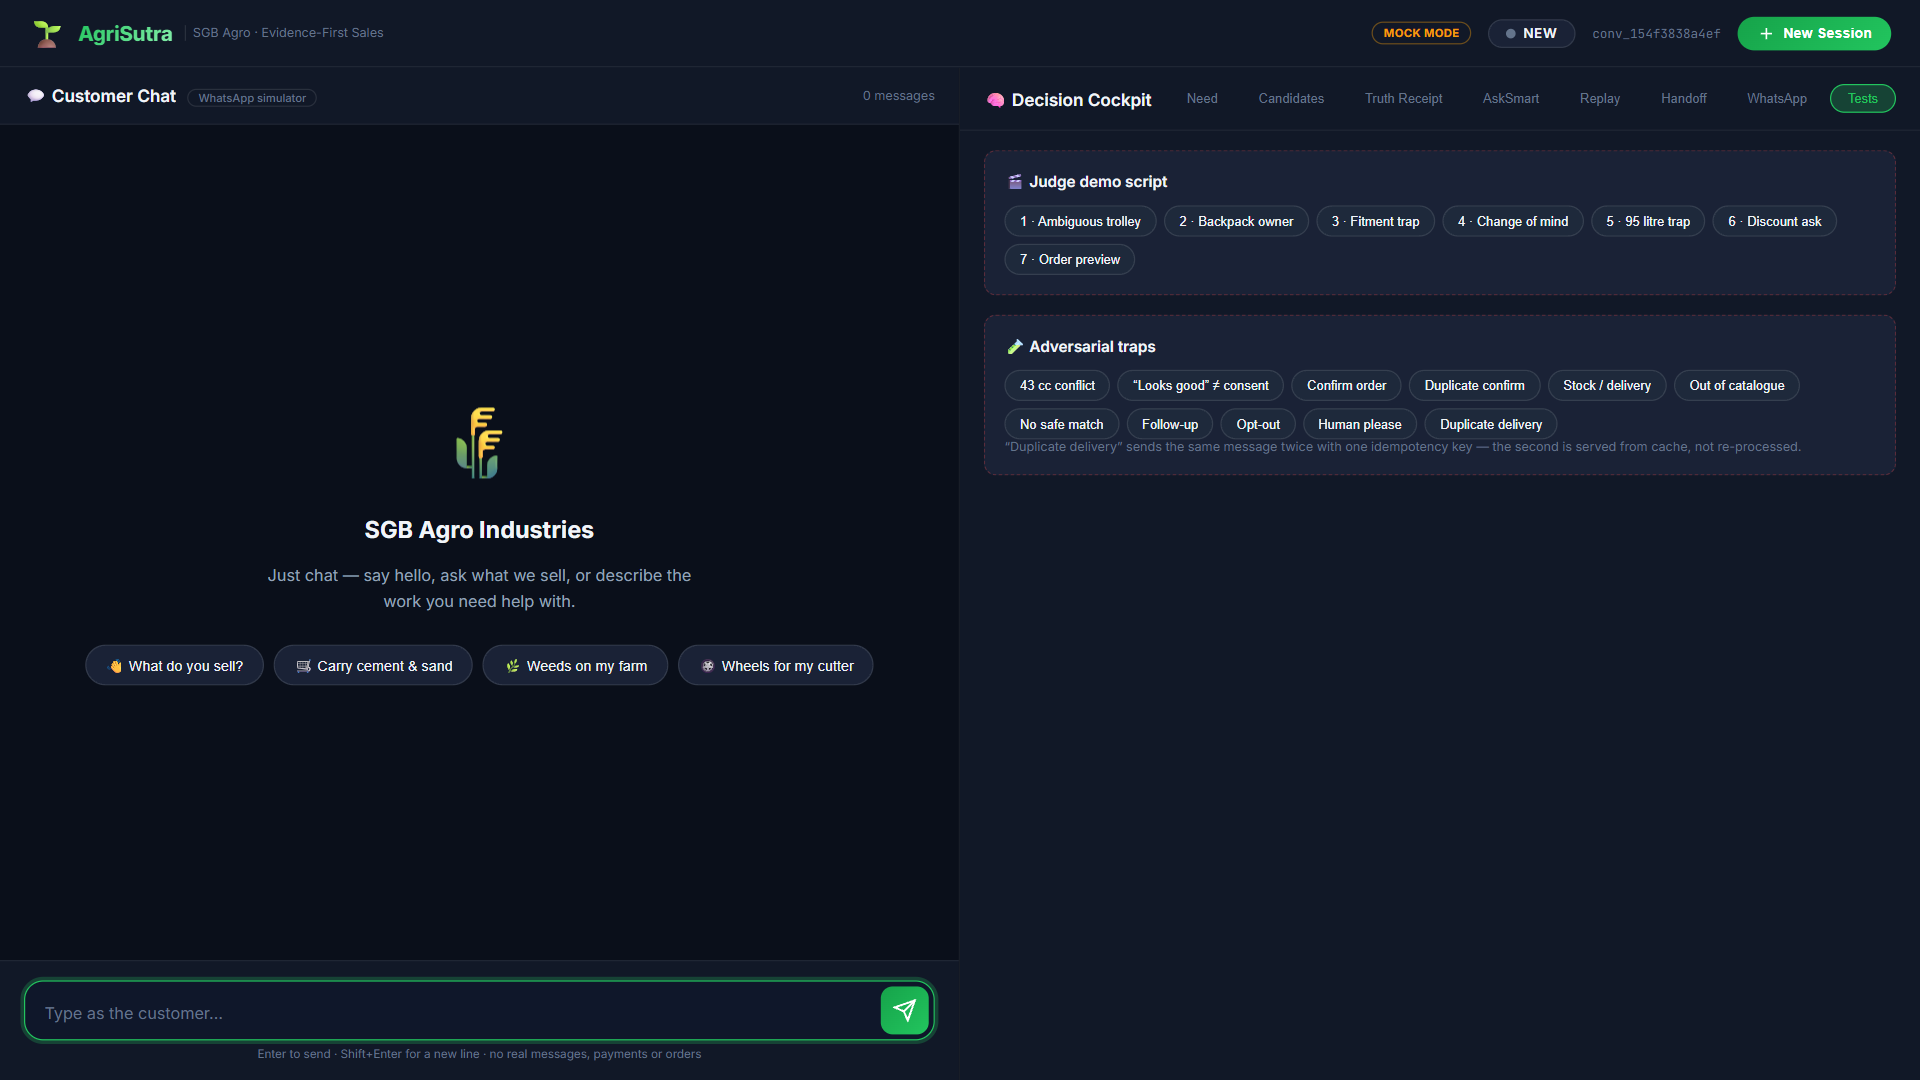 AgriSutra
SGB Agro · Evidence-First Sales
MOCK MODE
NEW
conv_154f3838a4ef
+ New Session
Customer Chat
WhatsApp simulator
0 messages
Decision Cockpit
Need
Candidates
Truth Receipt
AskSmart
Replay
Handoff
WhatsApp
Tests
Judge demo script
1 · Ambiguous trolley
2 · Backpack owner
3 · Fitment trap
4 · Change of mind
5 · 95 litre trap
6 · Discount ask
7 · Order preview
Adversarial traps
43 cc conflict
“Looks good” ≠ consent
Confirm order
Duplicate confirm
Stock / delivery
Out of catalogue
No safe match
Follow-up
Opt-out
Human please
Duplicate delivery
“Duplicate delivery” sends the same message twice with one idempotency key — the second is served from cache, not re-processed.
SGB Agro Industries
Just chat — say hello, ask what we sell, or describe the
work you need help with.
What do you sell?
Carry cement & sand
Weeds on my farm
Wheels for my cutter
Type as the customer...
Enter to send · Shift+Enter for a new line · no real messages, payments or orders